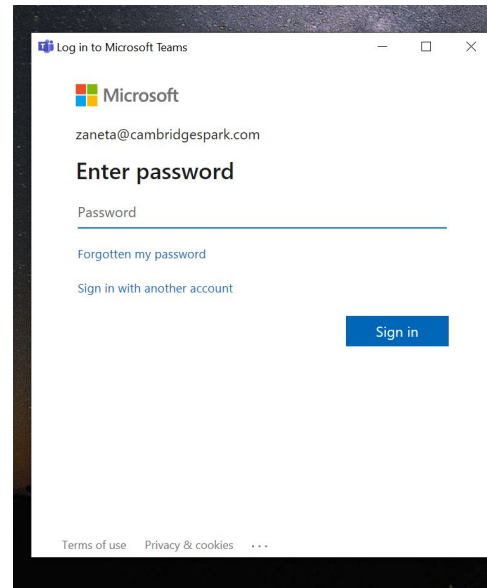 Log in to Microsoft Teams
Microsoft
zaneta@cambridgespark.com
Enter password
Password
Forgotten my password
Sign in with another account
Sign in
Terms of use Privacy & cookies ...